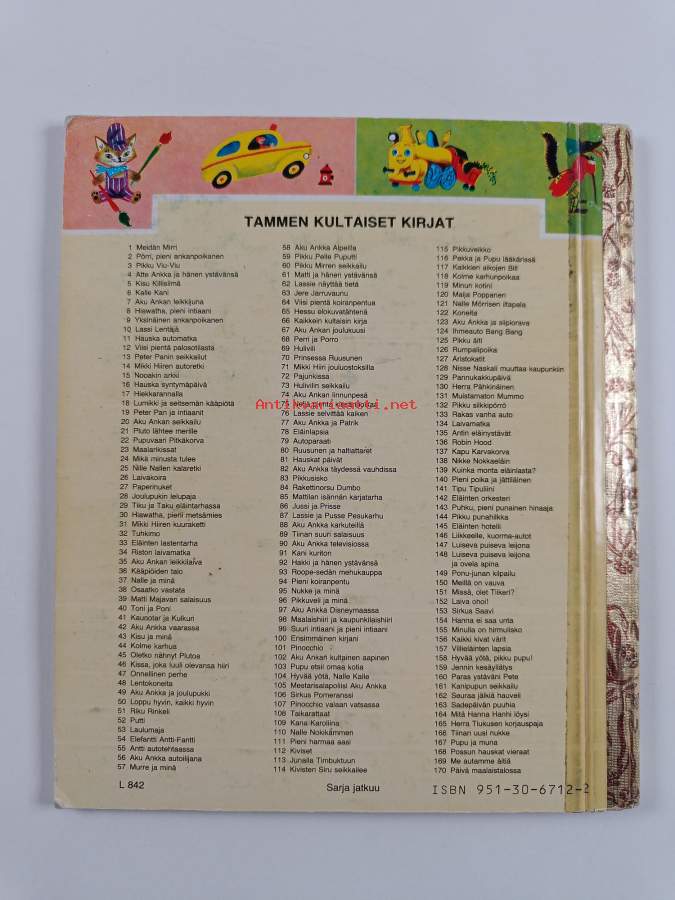 TAMMEN KULTAISET KIRJAT
1 Meidän Mirri
2 Pörri, pieni ankanpoikanen
3 Pikku Viu-Viu
4 Atte Ankka ja hänen ystävänsä
5 Kisu Killisilmä
6 Kalle Kani
7 Aku Ankan leikkijuna
8 Hiawatha, pieni intiaani
9 Yksinäinen ankanpoikanen
10 Lassi Lentäjä
11 Hauska automatka
12 Viisi pientä palosotilasta
13 Peter Panin seikkailut
14 Mikki Hiiren autoretki
15 Nooakin arkki
16 Hauska syntymäpäivä
17 Hiekkarannalla
18 Lumikki ja seitsemän kääpiötä
19 Peter Pan ja intiaanit
20 Aku Ankan seikkailu
21 Pluto lähtee merille
22 Pupuvaari Pitkäkorva
23 Maalarikissat
24 Mikä minusta tulee
25 Nille Nallen kalaretki
26 Laivakoira
27 Paperinuket
28 Joulupukin lelupaja
29 Tiku ja Taku eläintarhassa
30 Hiawatha, pieni metsämies
31 Mikki Hiiren kuuraketti
32 Tuhkimo
33 Eläinten lastentarha
34 Riston laivamatka
35 Aku Ankan leikkilaiva
36 Kääpiöiden talo
37 Nalle ja minä
38 Osaatko vastata
39 Matti Majavan salaisuus
40 Toni ja Poni
41 Kaunotar ja Kulkuri
42 Aku Ankka vaarassa
43 Kisu ja minä
44 Kolme karhua
45 Oletko nähnyt Plutoa
46 Kissa, joka luuli olevansa hiiri
47 Onnellinen perhe
48 Lentokoneita
49 Aku Ankka ja joulupukki
50 Loppu hyvin, kaikki hyvin
51 Riku Rinkeli
52 Putti
53 Laulumaja
54 Elefantti Antti-Fantti
55 Antti autotehtaassa
56 Aku Ankka autoilijana
57 Murre ja minä
58 Aku Ankka Alpeilla
59 Pikku Pelle Puputti
60 Pikku Mirren seikkailu
61 Matti ja hänen ystävänsä
62 Lassie näyttää tietä
63 Jere Jarruvaunu
64 Viisi pientä koiranpentua
65 Hessu elokuvatähtenä
66 Kaikkein kultaisin kirja
67 Aku Ankan joulukuusi
68 Perri ja Porro
69 Hulivili
70 Prinsessa Ruusunen
71 Mikki Hiiri jouluostoksilla
72 Pajunkissa
73 Hulivilin seikkailu
74 Aku Ankan linnunpesä
76 Lassie selvittää kaiken
77 Aku Ankka ja Patrik
78 Eläinlapsia
79 Autoparaati
80 Ruusunen ja haltiattaret
81 Hauskat päivät
82 Aku Ankka täydessä vauhdissa
83 Pikkusisko
84 Rakettinorsu Dumbo
85 Mattilan isännän karjatarha
86 Jussi ja Prisse
87 Lassie ja Pusse Pesukarhu
88 Aku Ankka karkuteillä
89 Tiinan suuri salaisuus
90 Aku Ankka televisiossa
91 Kani kuriton
92 Hakki ja hänen ystävänsä
93 Roope-sedän mehukauppa
94 Pieni koiranpentu
95 Nukke ja minä
96 Pikkuveli ja minä
97 Aku Ankka Disneymaassa
98 Maalaishiiri ja kaupunkilaishiiri
99 Suuri intiaani ja pieni intiaani
100 Ensimmäinen kirjani
101 Pinocchio
102 Aku Ankan kultainen aapinen
103 Pupu etsii omaa kotia
104 Hyvää yötä, Nalle Kalle
105 Mestarisalapoliisi Aku Ankka
106 Sirkus Pomeranssi
107 Pinocchio valaan vatsassa
108 Taikarattaat
109 Kana Karoliina
110 Nalle Nokikämmen
111 Pieni harmaa aasi
112 Kiviset
113 Junalla Timbuktuun
114 Kivisten Siru seikkailee
115 Pikkuveikko
116 Pekka ja Pupu lääkärissä
117 Kaikkien aikojen Bill
118 Kolme karhunpoikaa
119 Minun kotini
120 Maija Poppanen
121 Nalle Mörrisen iltapala
122 Koneita
123 Aku Ankka ja siipiorava
124 Ihmeauto Bang Bang
125 Pikku äiti
126 Rumpalipoika
127 Aristokatit
128 Nisse Naskali muuttaa kaupunkiin
129 Pannukakkupäivä
130 Herra Pähkinäinen
131 Muistamaton Mummo
132 Pikku silkkipörrö
133 Rakas vanha auto
134 Laivamatka
135 Antin eläinystävät
136 Robin Hood
137 Kapu Karvakorva
138 Nikke Nokkaeläin
139 Kuinka monta eläinlasta?
140 Pieni poika ja jättiläinen
141 Tipu Tipuliini
142 Eläinten orkesteri
143 Puhku, pieni punainen hinaaja
144 Pikku punahilkka
145 Eläinten hotelli
146 Liikkeelle, kuorma-autot
147 Luiseva puiseva leijona
148 Luiseva puiseva leijona
ja ovela apina
149 Ponu-junan kilpailu
150 Meillä on vauva
151 Missä, olet Tiikeri?
152 Laiva ohoi!
153 Sirkus Saavi
154 Hanna ei saa unta
155 Minulla on hirmulisko
156 Kaikki kivat värit
157 Villieläinten lapsia
158 Hyvää yötä, pikku pupu!
159 Jennin kesäyllätys
160 Paras ystäväni Pete
161 Kanipupun seikkailu
162 Seuraa jälkiä hauveli
163 Sadepäivän puuhia
164 Mitä Hanna Hanhi löysi
165 Herra Tiukusen korjauspaja
166 Tiinan uusi nukke
167 Pupu ja muna
168 Possun hauskat vieraat
169 Me autamme äitiä
170 Päivä maalaistalossa
L 842
Sarja jatkuu
ISBN 951-30-6712-2
Antikvariaatti.net